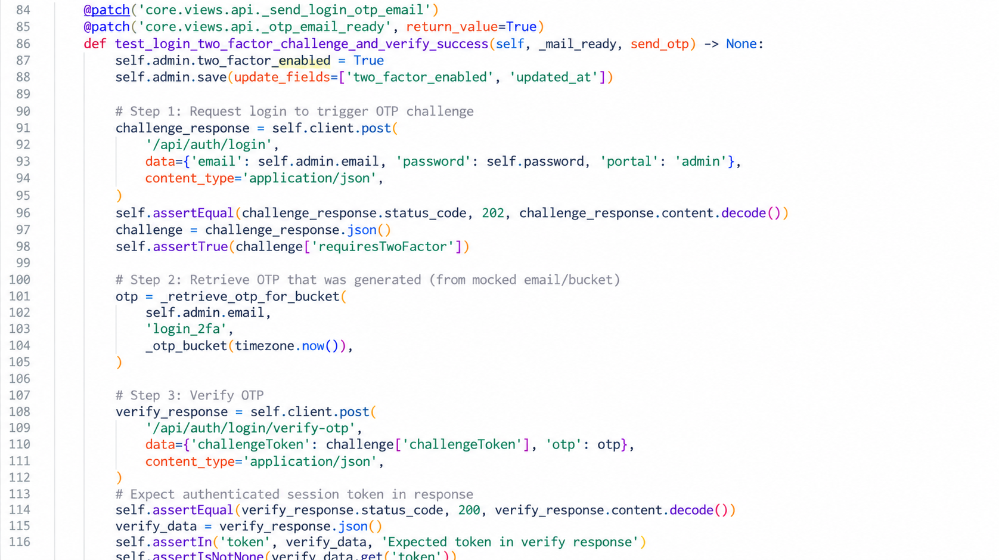 84 @patch('core.views.api._send_login_otp_email')
85 @patch('core.views.api._otp_email_ready', return_value=True)
86 def test_login_two_factor_challenge_and_verify_success(self, _mail_ready, send_otp) -> None:
87 self.admin.two_factor_enabled = True
88 self.admin.save(update_fields=['two_factor_enabled', 'updated_at'])
89
90 # Step 1: Request login to trigger OTP challenge
91 challenge_response = self.client.post(
92 '/api/auth/login',
93 data={'email': self.admin.email, 'password': self.password, 'portal': 'admin'},
94 content_type='application/json',
95 )
96 self.assertEqual(challenge_response.status_code, 202, challenge_response.content.decode())
97 challenge = challenge_response.json()
98 self.assertTrue(challenge['requiresTwoFactor'])
99
100 # Step 2: Retrieve OTP that was generated (from mocked email/bucket)
101 otp = _retrieve_otp_for_bucket(
102 self.admin.email,
103 'login_2fa',
104 _otp_bucket(timezone.now()),
105 )
106
107 # Step 3: Verify OTP
108 verify_response = self.client.post(
109 '/api/auth/login/verify-otp',
110 data={'challengeToken': challenge['challengeToken'], 'otp': otp},
111 content_type='application/json',
112 )
113 # Expect authenticated session token in response
114 self.assertEqual(verify_response.status_code, 200, verify_response.content.decode())
115 verify_data = verify_response.json()
116 self.assertIn('token', verify_data, 'Expected token in verify response')
self.assertIsNotNone(verify_data.get('token'))